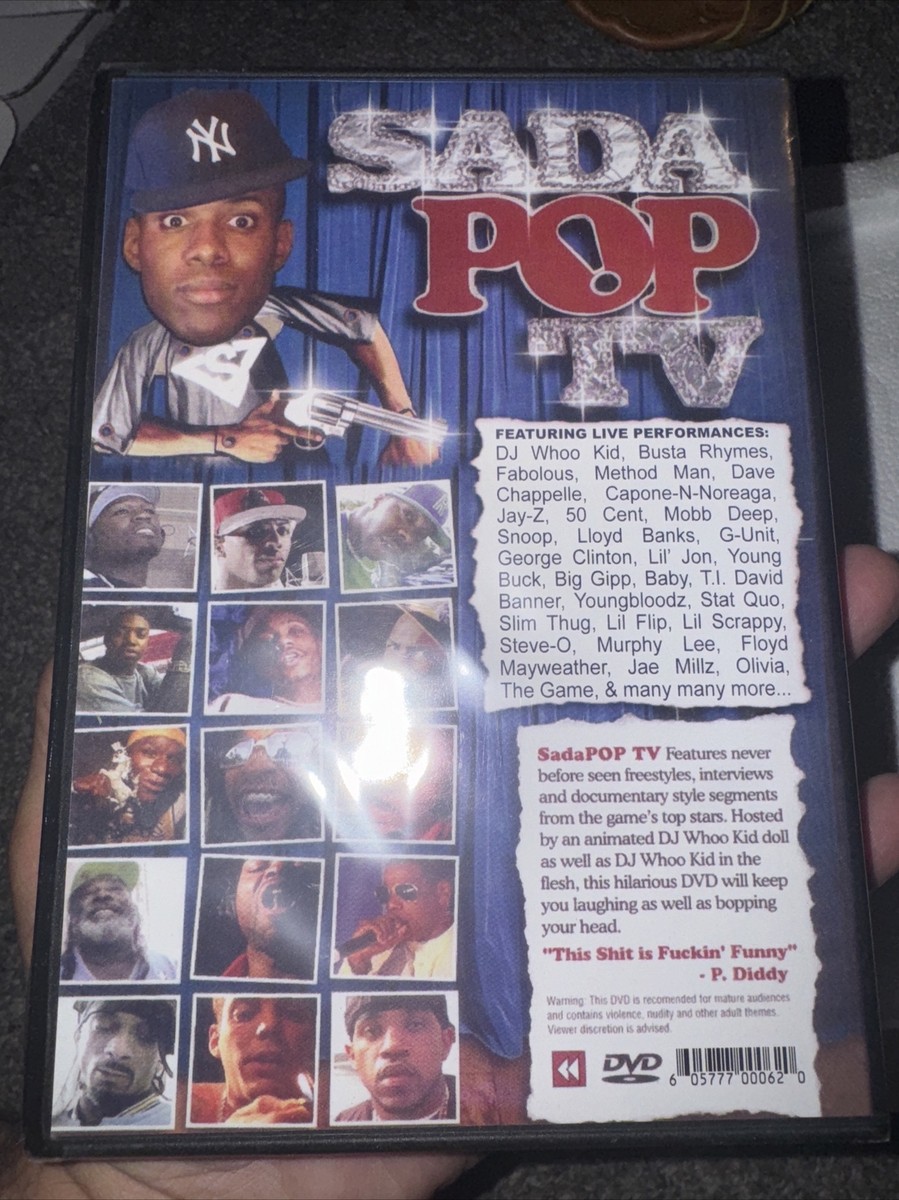 NY
SADA
POP
TV
S
FEATURING LIVE PERFORMANCES:
DJ Whoo Kid, Busta Rhymes,
Fabolous, Method Man, Dave
Chappelle, Capone-N-Noreaga,
Jay-Z, 50 Cent, Mobb Deep,
Snoop, Lloyd Banks, G-Unit,
George Clinton, Lil' Jon, Young
Buck, Big Gipp, Baby, T.I. David
Banner, Youngbloodz, Stat Quo,
Slim Thug, Lil Flip, Lil Scrappy,
Steve-O, Murphy Lee, Floyd
Mayweather, Jae Millz, Olivia,
The Game, & many many more...
SadaPOP TV Features never
before seen freestyles, interviews
and documentary style segments
from the game's top stars. Hosted
by an animated DJ Whoo Kid doll
as well as DJ Whoo Kid in the
flesh, this hilarious DVD will keep
you laughing as well as bopping
your head.
"This Shit is Fuckin' Funny"
- P. Diddy
Warning: This DVD is recomended for mature audiences
and contains violence, nudity and other adult themes.
Viewer discretion is advised.
DVD
6 05777 00062 0